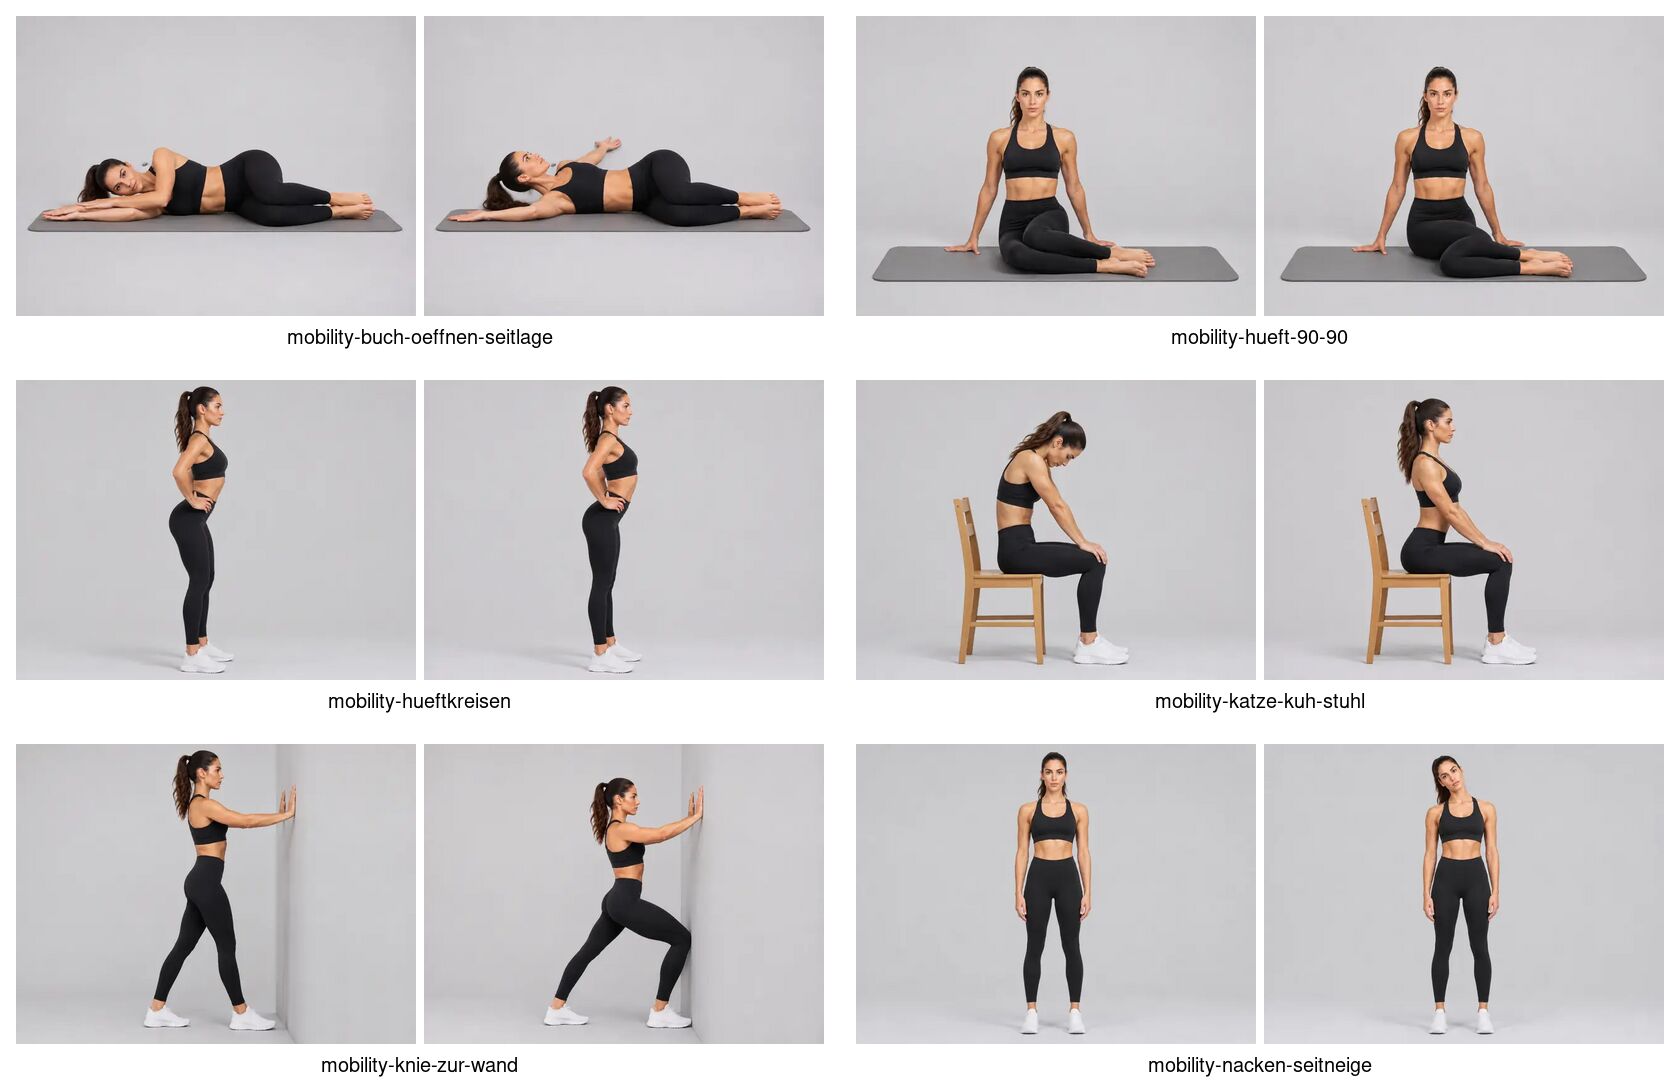 mobility-buch-oeffnen-seitlage
mobility-hueft-90-90
mobility-hueftkreisen
mobility-katze-kuh-stuhl
mobility-knie-zur-wand
mobility-nacken-seitneige